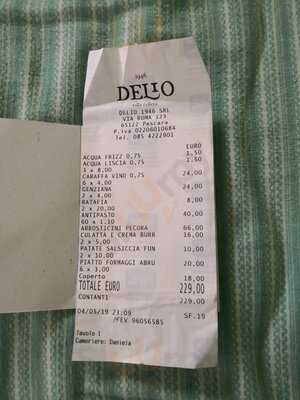 1946
DELIO
DELIO 1946 SRL
VIA ROMA 123
65122 Pescara
P.iva 02206010684
Tel. 085 4222901
EURO
ACQUA FRIZZ 0,75 1,50
ACQUA LISCIA 0,75 1,50
3 x 8,00
CARAFFA VINO 0,75 24,00
6 x 4,00
GENZIANA 24,00
2 x 4,00
RATAFIA 8,00
2 x 20,00
ANTIPASTO 40,00
60 x 1,10
ARROSTICINI PECORA 66,00
CULATTA E CREMA BURR 16,00
2 x 5,00
PATATE SALSICCIA FUN 10,00
2 x 10,00
PIATTO FORMAGGI ABRU 20,00
6 x 3,00
Coperto 18,00
TOTALE EURO 229,00
CONTANTI 229,00
04/05/19 23:09 SF.19
/FEV 96056585
Tavolo 1
Cameriere: Daniela